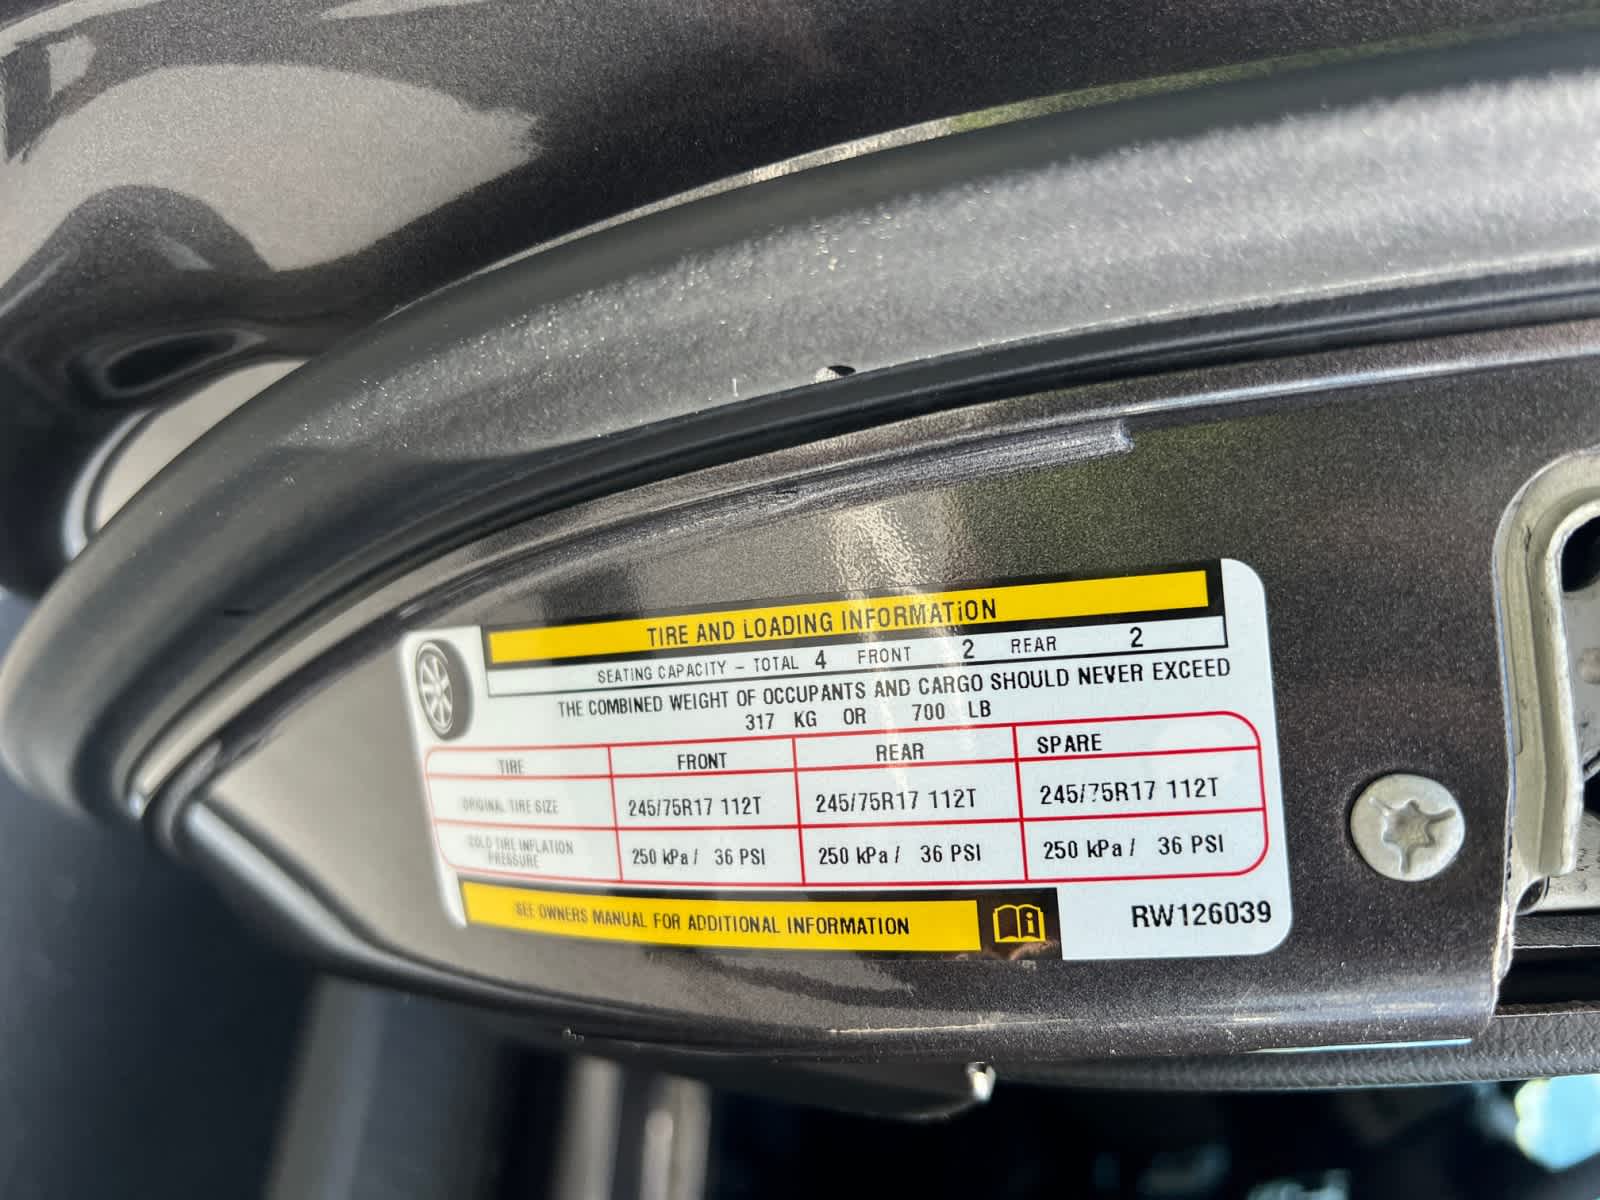 TIRE AND LOADING INFORMATiON
SEATING CAPACITY - TOTAL 4 FRONT 2 REAR 2
THE COMBINED WEIGHT OF OCCUPANTS AND CARGO SHOULD NEVER EXCEED
317 KG OR 700 LB
TIRE FRONT REAR SPARE
ORIGINAL TIRE SIZE 245/75R17 112T 245/75R17 112T 245/75R17 112T
COLD TIRE INFLATION PRESSURE 250 kPa / 36 PSI 250 kPa / 36 PSI 250 kPa / 36 PSI
SEE OWNERS MANUAL FOR ADDITIONAL INFORMATION
RW126039